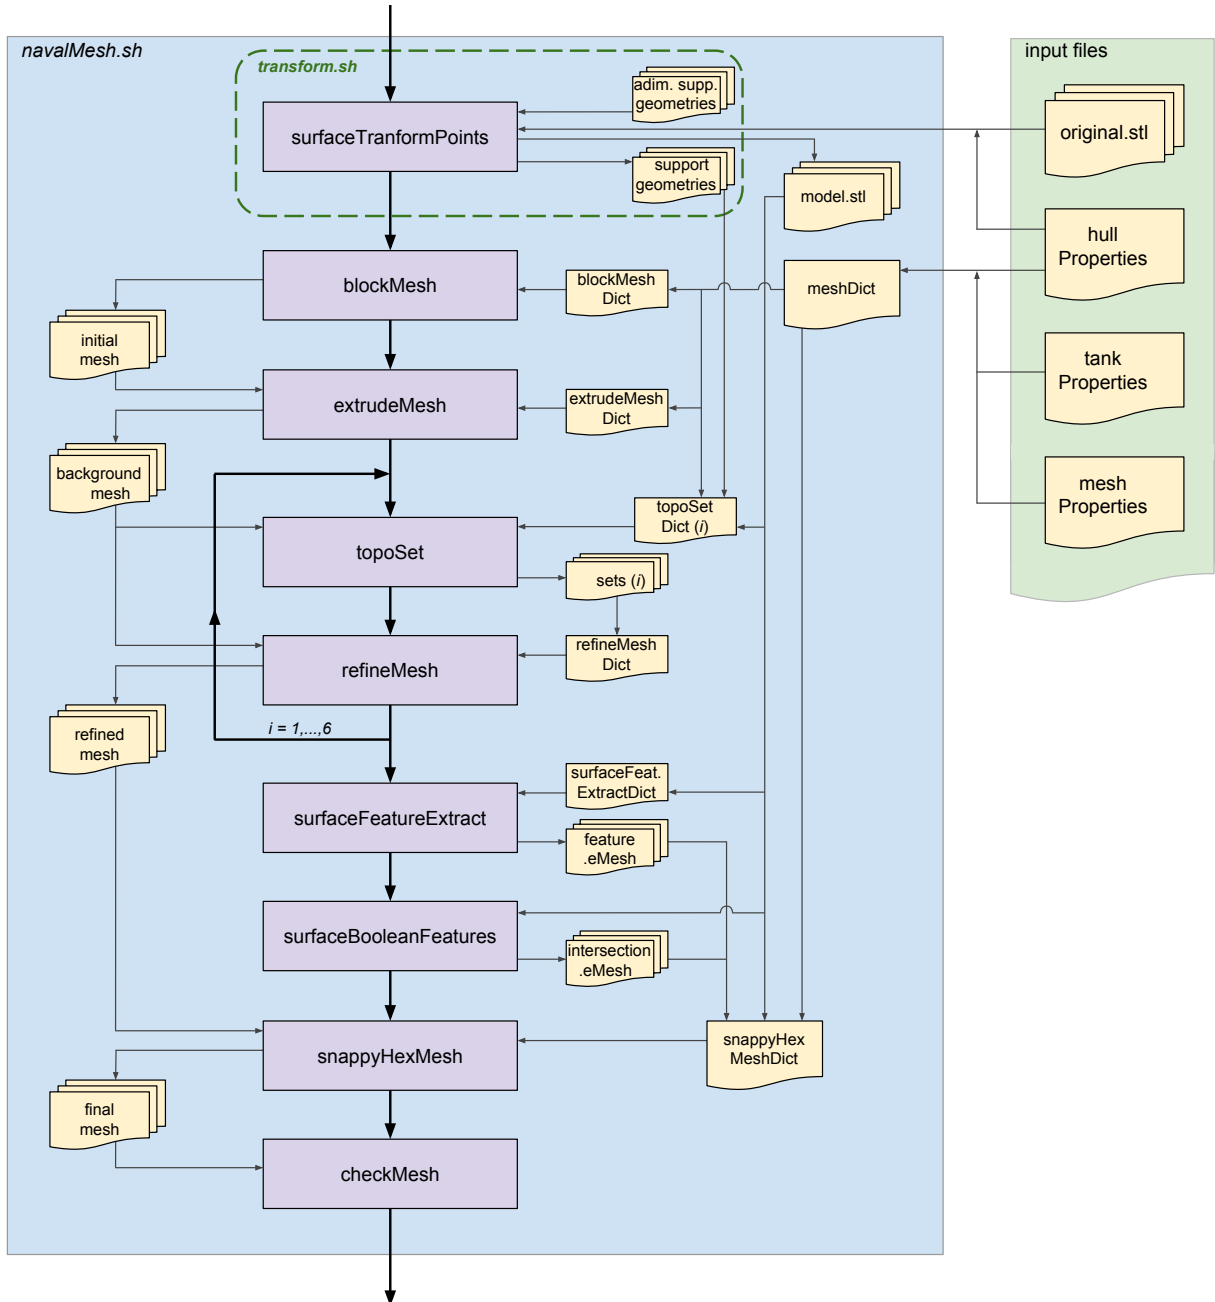 navalMesh.sh
transform.sh
input files
adim. supp.
geometries
surfaceTranformPoints
original.stl
support
geometries
model.stl
hull
Properties
blockMesh
blockMesh
Dict
meshDict
initial
mesh
tank
Properties
extrudeMesh
extrudeMesh
Dict
background
mesh
mesh
Properties
topoSet
topoSet
Dict (i)
sets (i)
refineMesh
refineMesh
Dict
i = 1,...,6
refined
mesh
surfaceFeatureExtract
surfaceFeat.
ExtractDict
feature
.eMesh
surfaceBooleanFeatures
intersection
.eMesh
snappyHexMesh
snappyHex
MeshDict
final
mesh
checkMesh